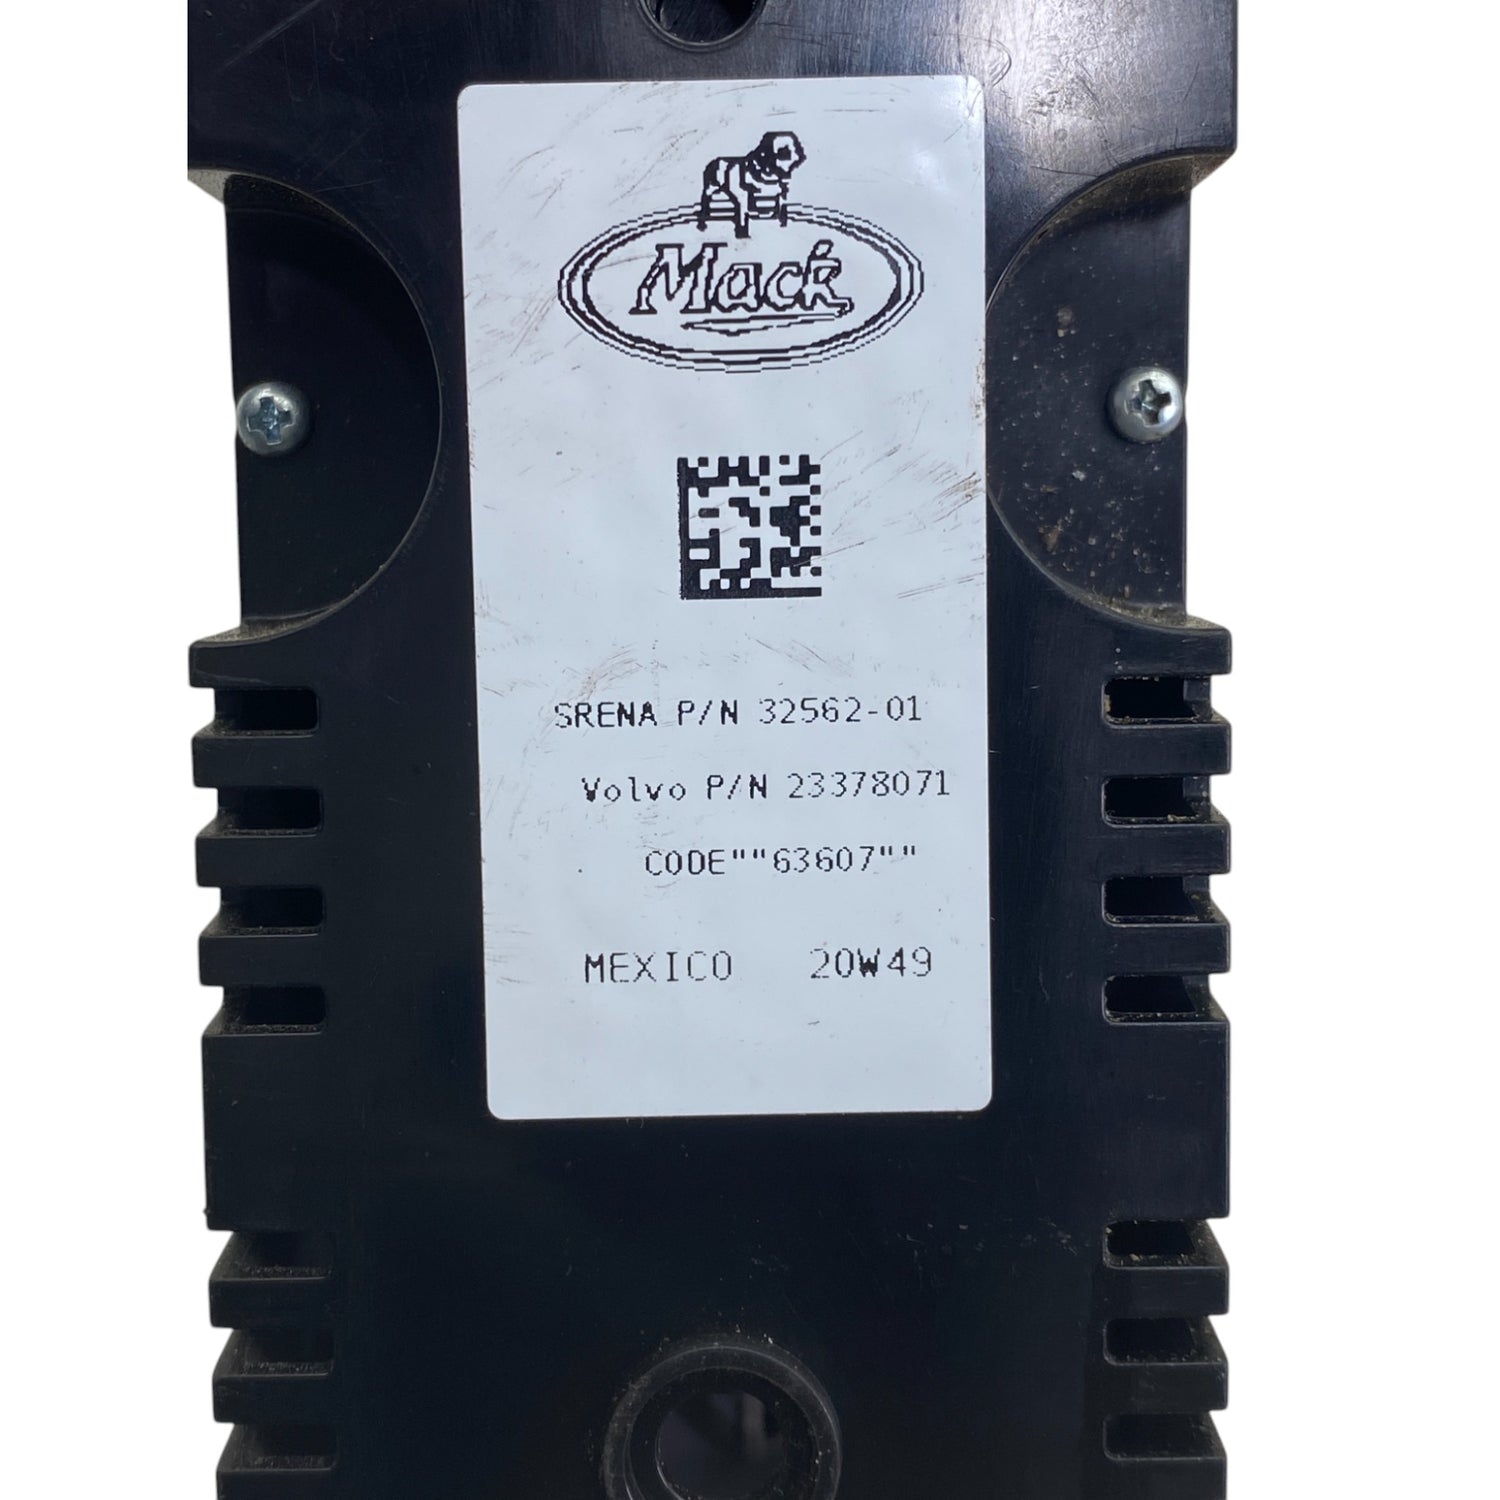 Mack
SRENA P/N 32562-01
Volvo P/N 23378071
CODE""63607""
MEXICO 20W49